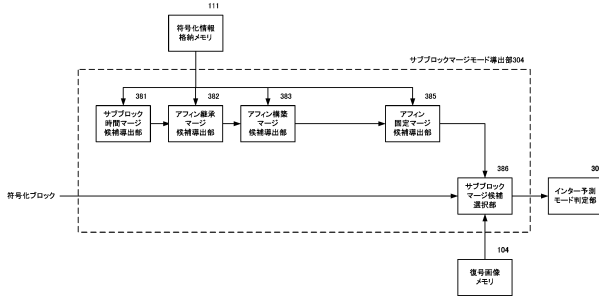 111
符号化情報
格納メモリ
サブブロックマージモード導出部304
381
382
383
385
サブブロック
時間マージ
候補導出部
アフィン継承
マージ
候補導出部
アフィン構築
マージ
候補導出部
アフィン
固定マージ
候補導出部
386
30
符号化ブロック
サブブロック
マージ候補
選択部
インター予測
モード判定部
104
復号画像
メモリ